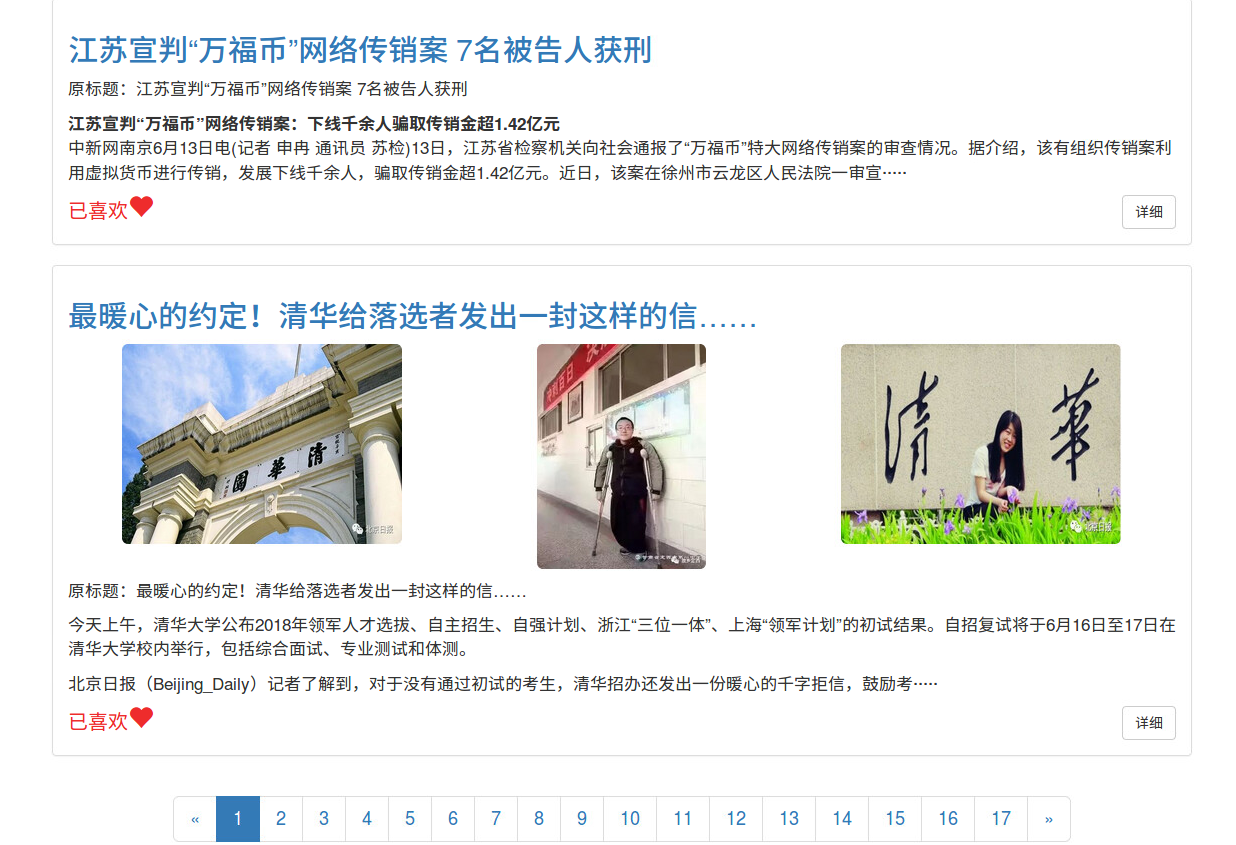 江苏宣判“万福币”网络传销案 7名被告人获刑
原标题：江苏宣判“万福币”网络传销案 7名被告人获刑
江苏宣判“万福币”网络传销案：下线千余人骗取传销金超1.42亿元
中新网南京6月13日电(记者 申冉 通讯员 苏检)13日，江苏省检察机关向社会通报了“万福币”特大网络传销案的审查情况。据介绍，该有组织传销案利
用虚拟货币进行传销，发展下线千余人，骗取传销金超1.42亿元。近日，该案在徐州市云龙区人民法院一审宣·····
已喜欢
详细
最暖心的约定！清华给落选者发出一封这样的信……
園 華 清
北京日报
清 華
北京日报
原标题：最暖心的约定！清华给落选者发出一封这样的信……
今天上午，清华大学公布2018年领军人才选拔、自主招生、自强计划、浙江“三位一体”、上海“领军计划”的初试结果。自招复试将于6月16日至17日在
清华大学校内举行，包括综合面试、专业测试和体测。
北京日报（Beijing_Daily）记者了解到，对于没有通过初试的考生，清华招办还发出一份暖心的千字拒信，鼓励考·····
已喜欢
详细
« 1 2 3 4 5 6 7 8 9 10 11 12 13 14 15 16 17 »